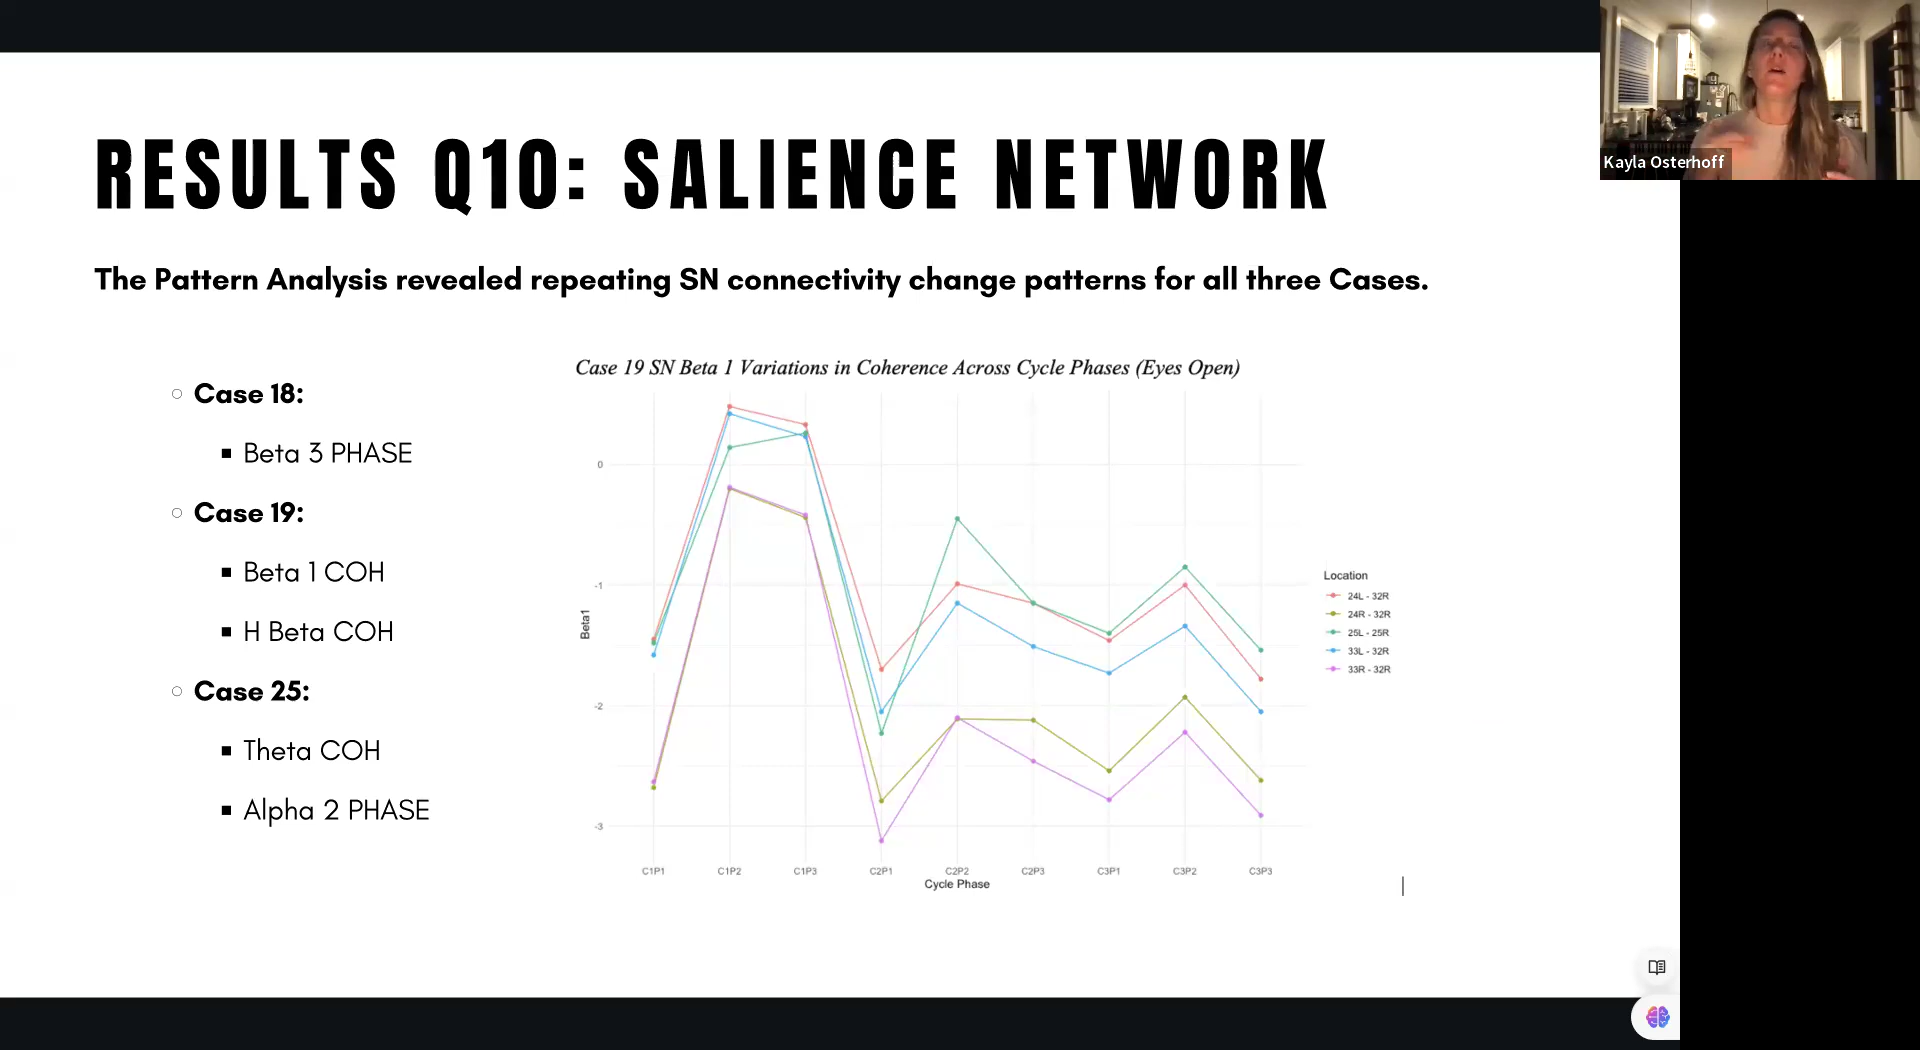 RESULTS Q10: SALIENCE NETWORK
The Pattern Analysis revealed repeating SN connectivity change patterns for all three Cases.
Case 18:
Beta 3 PHASE
Case 19:
Beta 1 COH
H Beta COH
Case 25:
Theta COH
Alpha 2 PHASE
Case 19 SN Beta 1 Variations in Coherence Across Cycle Phases (Eyes Open)
0
-1
-2
-3
Beta1
C1P1 C1P2 C1P3 C2P1 C2P2 C2P3 C3P1 C3P2 C3P3
Cycle Phase
Location
24L - 32R
24R - 32R
25L - 25R
33L - 32R
33R - 32R
Kayla Osterhoff